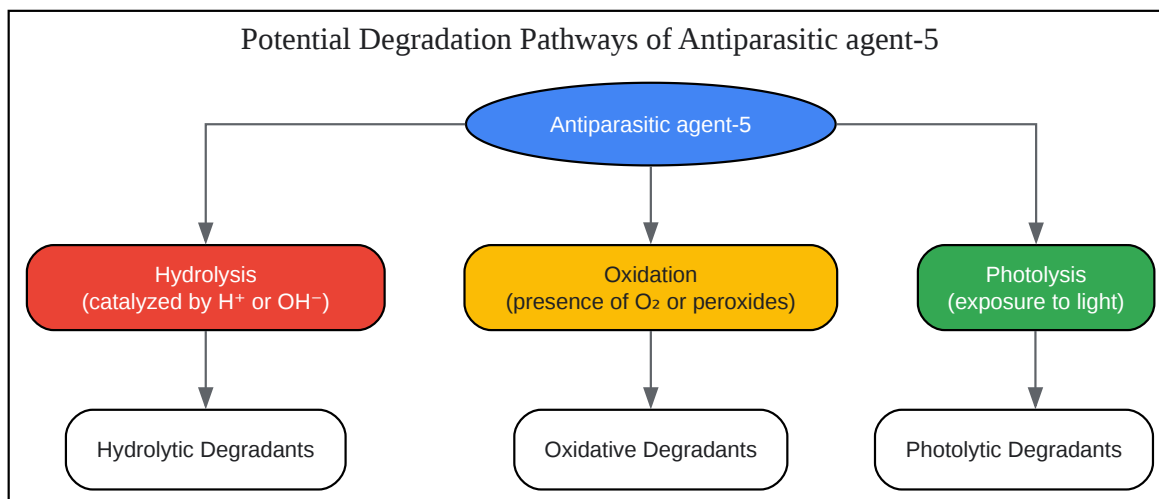 Potential Degradation Pathways of Antiparasitic agent-5
Antiparasitic agent-5
Hydrolysis
(catalyzed by H⁺ or OH⁻)
Oxidation
(presence of O₂ or peroxides)
Photolysis
(exposure to light)
Hydrolytic Degradants
Oxidative Degradants
Photolytic Degradants